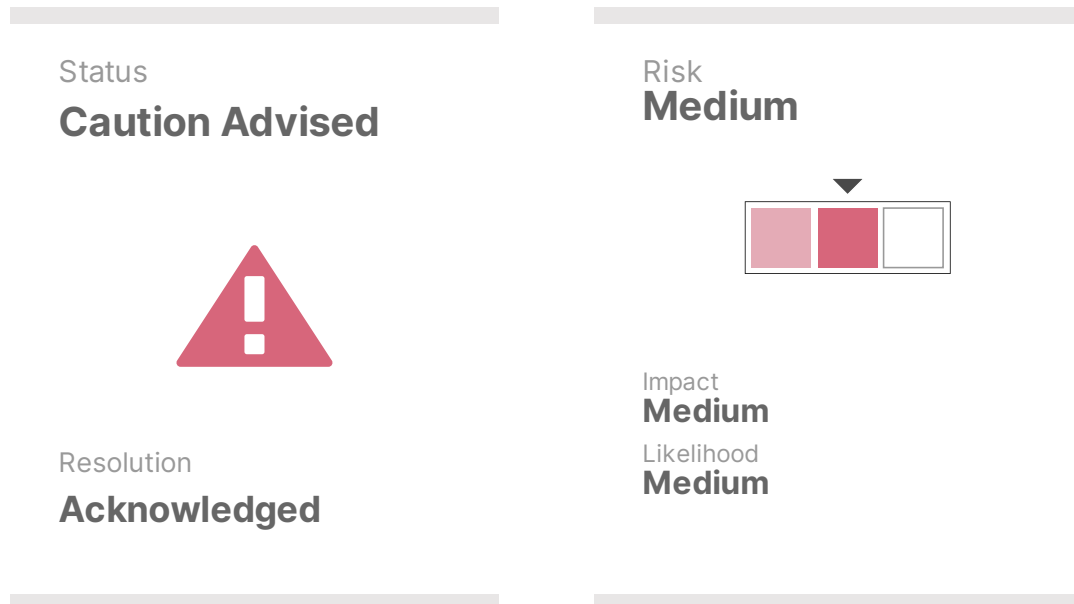 Status
Caution Advised
Resolution
Acknowledged
Risk
Medium
Impact
Medium
Likelihood
Medium